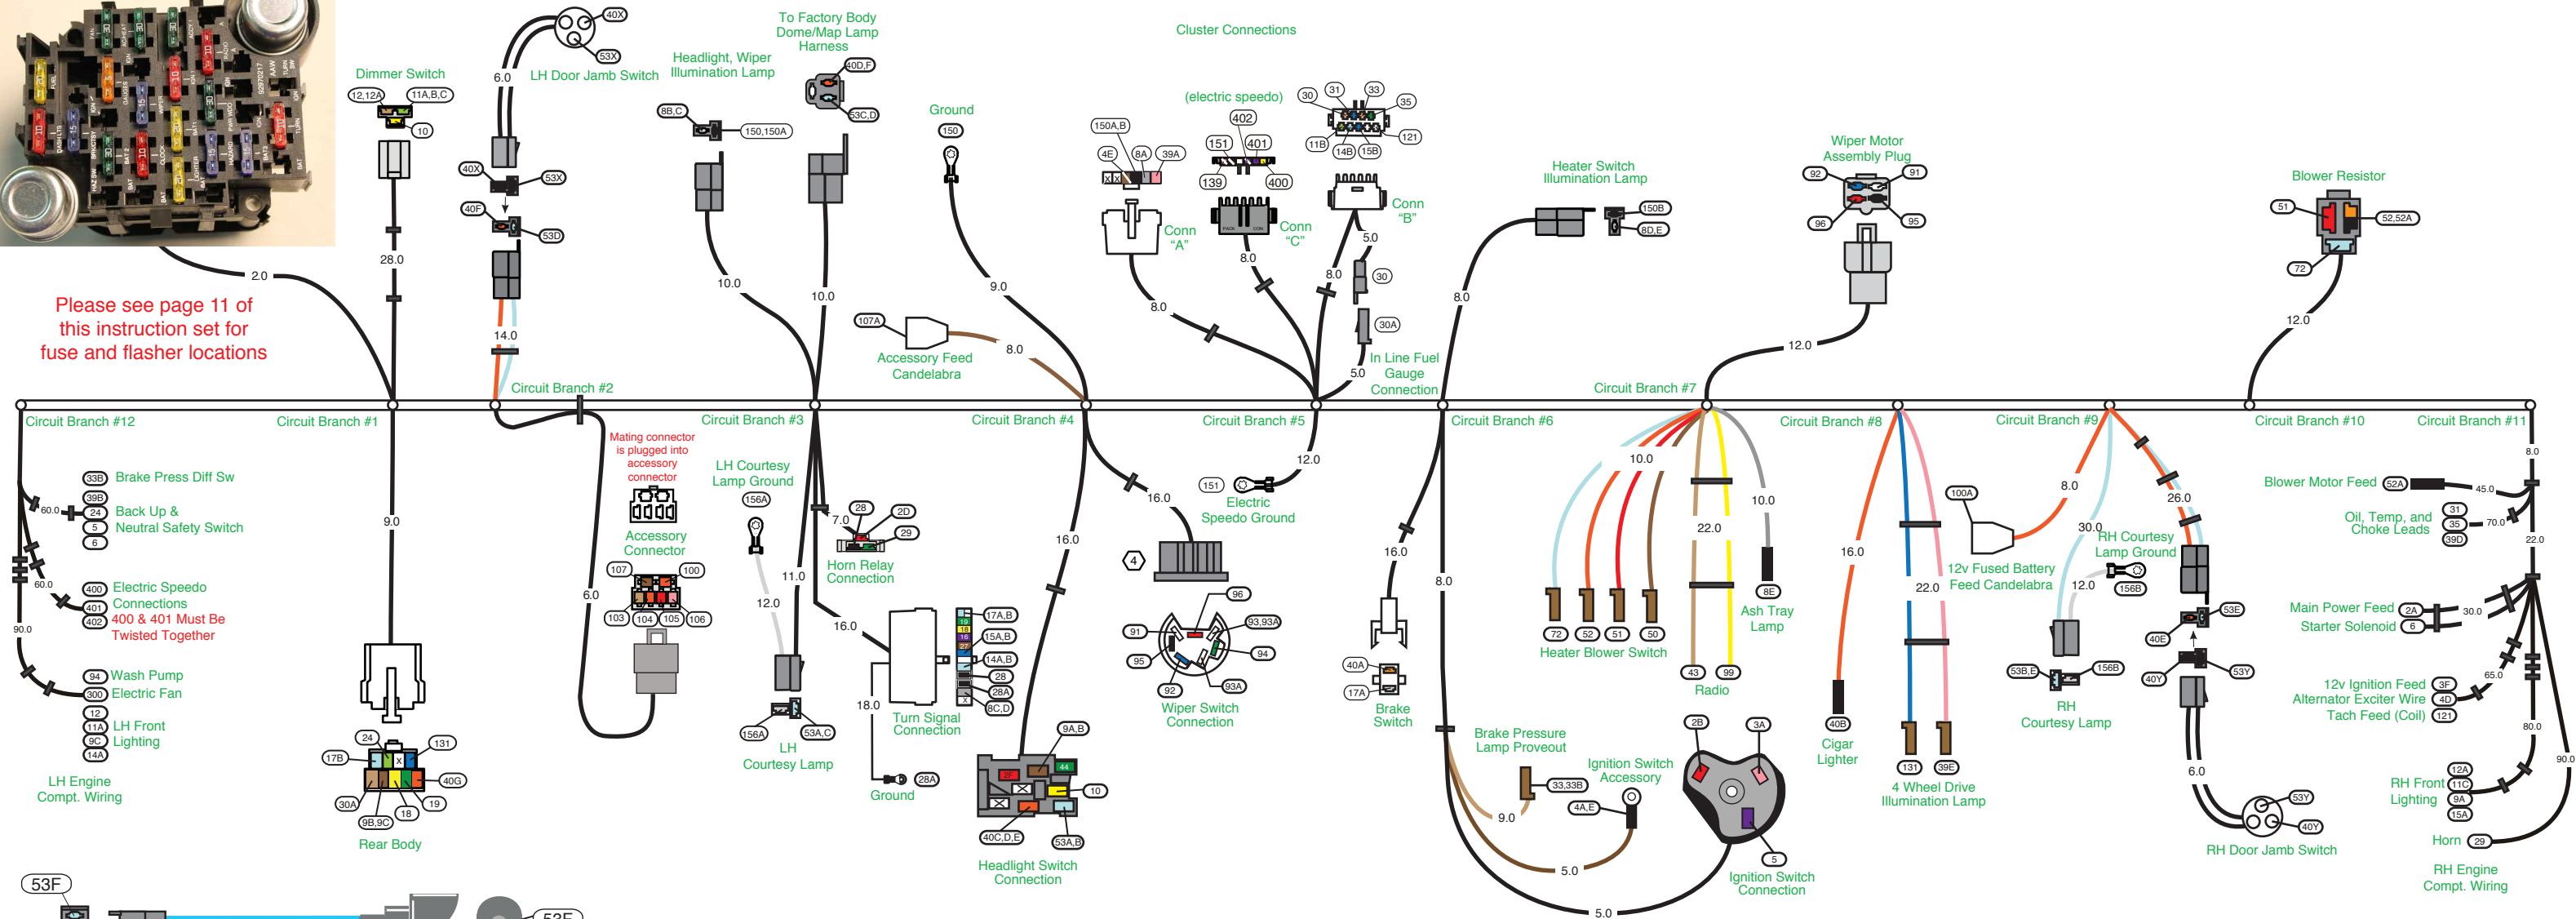 Please see page 11 of
this instruction set for
fuse and flasher locations
2.0
Dimmer Switch
12,12A
11A,B,C
10
28.0
40X
53X
LH Door Jamb Switch
6.0
40X
53X
40F
53D
14.0
Headlight, Wiper
Illumination Lamp
8B,C
150,150A
10.0
To Factory Body
Dome/Map Lamp
Harness
40D,F
53C,D
10.0
Ground
150
9.0
107A
Accessory Feed
Candelabra
8.0
Cluster Connections
(electric speedo)
150A,B
4E
8A
39A
X X
Conn
"A"
8.0
402
151
401
139
400
Conn
"C"
8.0
30
31
33
35
11B
14B
15B
121
Conn
"B"
5.0
8.0
30
30A
5.0
In Line Fuel
Gauge
Connection
Heater Switch
Illumination Lamp
150B
8D,E
8.0
Wiper Motor
Assembly Plug
92
91
96
95
12.0
Blower Resistor
51
52,52A
72
12.0
Circuit Branch #12
Circuit Branch #1
Circuit Branch #2
Circuit Branch #3
Circuit Branch #4
Circuit Branch #5
Circuit Branch #6
Circuit Branch #7
Circuit Branch #8
Circuit Branch #9
Circuit Branch #10
Circuit Branch #11
33B
Brake Press Diff Sw
39B
24
5
6
Back Up &
Neutral Safety Switch
60.0
400
401
402
Electric Speedo
Connections
400 & 401 Must Be
Twisted Together
60.0
90.0
94
Wash Pump
300
Electric Fan
12
11A
9C
14A
LH Front
Lighting
LH Engine
Compt. Wiring
9.0
24
131
17B
X
40G
30A
19
9B,9C
18
Rear Body
Mating connector
is plugged into
accessory
connector
Accessory
Connector
107
100
103
104
105
106
6.0
LH Courtesy
Lamp Ground
156A
12.0
11.0
156A
53A,C
LH
Courtesy Lamp
7.0
28
2D
29
Horn Relay
Connection
16.0
17A,B
19
18
16
15A,B
27
14A,B
28
28A
X
8C,D
Turn Signal
Connection
18.0
28A
Ground
16.0
9A,B
2F
44
X
X
10
40C,D,E
53A,B
Headlight Switch
Connection
16.0
4
96
91
93,93A
95
94
92
93A
Wiper Switch
Connection
12.0
151
Electric
Speedo Ground
16.0
40A
17A
Brake
Switch
8.0
Brake Pressure
Lamp Proveout
33,33B
9.0
Ignition Switch
Accessory
4A,E
5.0
2B
3A
5
Ignition Switch
Connection
5.0
10.0
72
52
51
50
Heater Blower Switch
22.0
43
99
Radio
10.0
8E
Ash Tray
Lamp
16.0
40B
Cigar
Lighter
22.0
131
39E
4 Wheel Drive
Illumination Lamp
100A
8.0
12v Fused Battery
Feed Candelabra
30.0
RH Courtesy
Lamp Ground
12.0
156B
53B,E
156B
RH
Courtesy Lamp
26.0
53E
40E
40Y
53Y
6.0
53Y
40Y
RH Door Jamb Switch
8.0
Blower Motor Feed
52A
45.0
Oil, Temp, and
Choke Leads
31
35
39D
70.0
22.0
Main Power Feed
2A
Starter Solenoid
6
30.0
12v Ignition Feed
3F
Alternator Exciter Wire
4D
Tach Feed (Coil)
121
65.0
80.0
90.0
RH Front
Lighting
12A
11C
9A
15A
Horn
29
RH Engine
Compt. Wiring
53F
53F